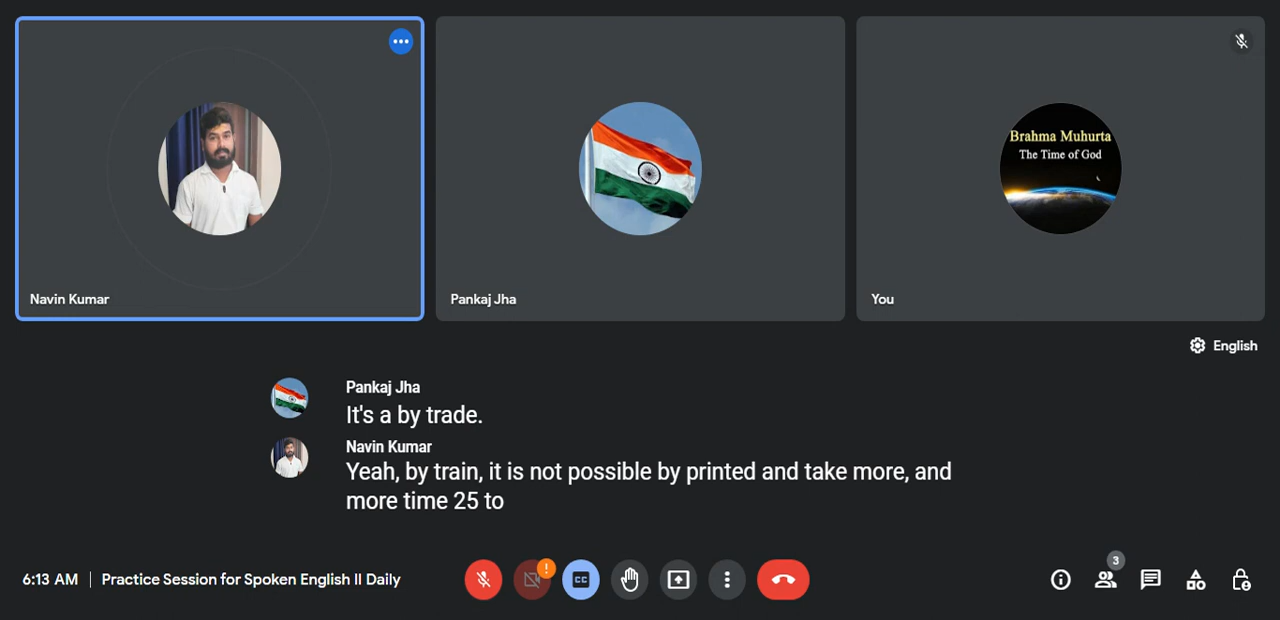 Brahma Muhurta
The Time of God
Navin Kumar
Pankaj Jha
You
English
Pankaj Jha
It's a by trade.
Navin Kumar
Yeah, by train, it is not possible by printed and take more, and
more time 25 to
6:13 AM | Practice Session for Spoken English II Daily
!
CC
3